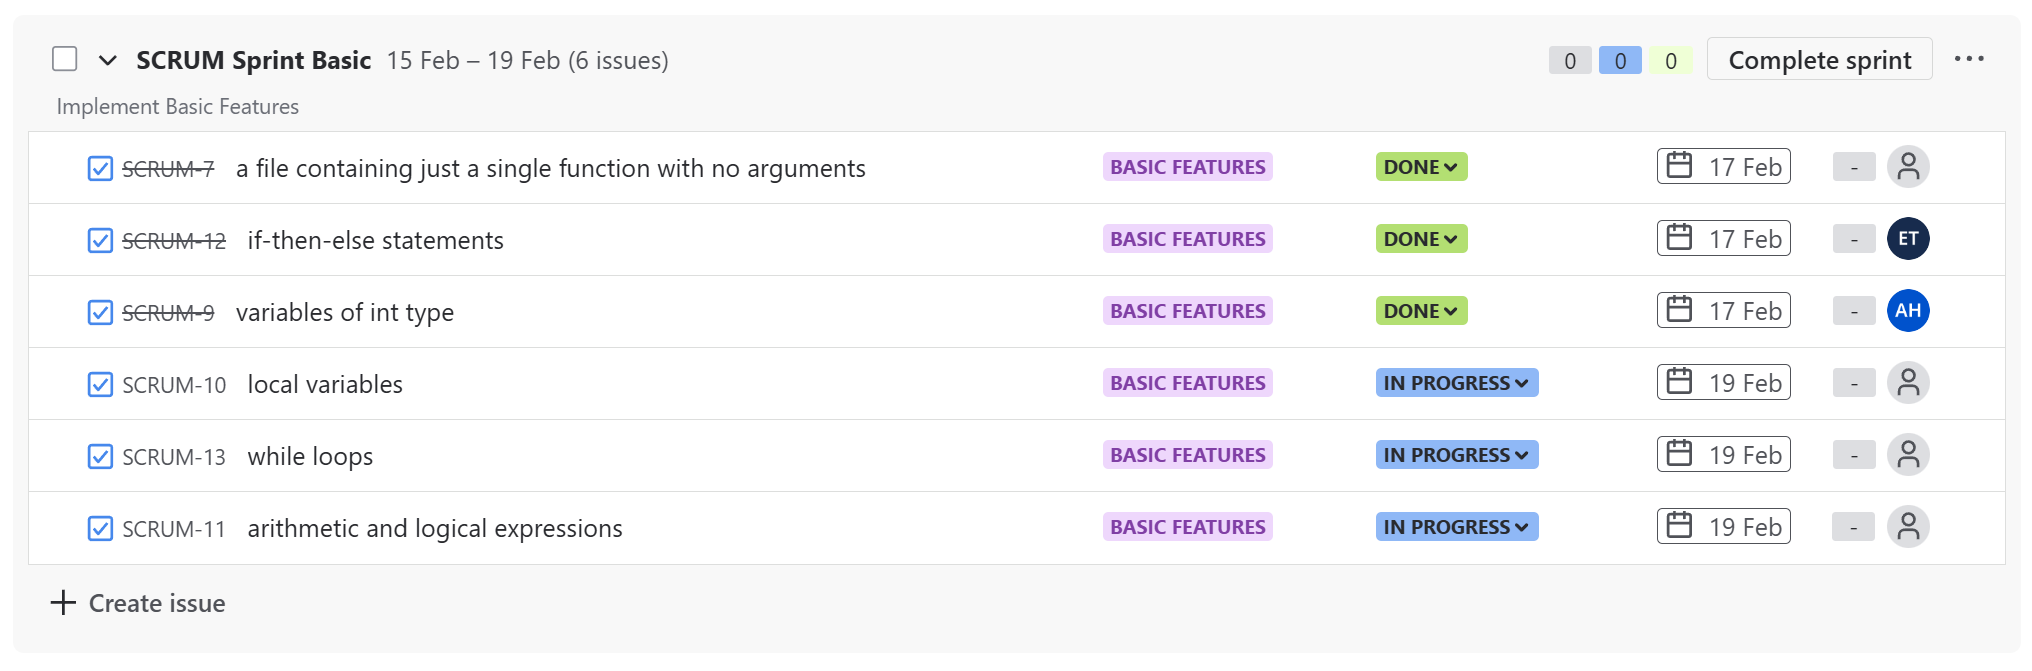 SCRUM Sprint Basic 15 Feb – 19 Feb (6 issues) 0 0 0 Complete sprint
Implement Basic Features
SCRUM-7 a file containing just a single function with no arguments BASIC FEATURES DONE 17 Feb -
SCRUM-12 if-then-else statements BASIC FEATURES DONE 17 Feb - ET
SCRUM-9 variables of int type BASIC FEATURES DONE 17 Feb - AH
SCRUM-10 local variables BASIC FEATURES IN PROGRESS 19 Feb -
SCRUM-13 while loops BASIC FEATURES IN PROGRESS 19 Feb -
SCRUM-11 arithmetic and logical expressions BASIC FEATURES IN PROGRESS 19 Feb -
Create issue